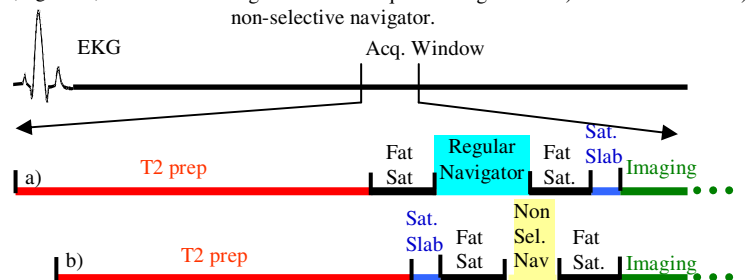 non-selective navigator.
EKG
Acq. Window
a)
T2 prep
Fat
Sat
Regular
Navigator
Fat
Sat.
Sat.
Slab
Imaging
b)
T2 prep
Sat.
Slab
Fat
Sat
Non
Sel.
Nav
Fat
Sat.
Imaging